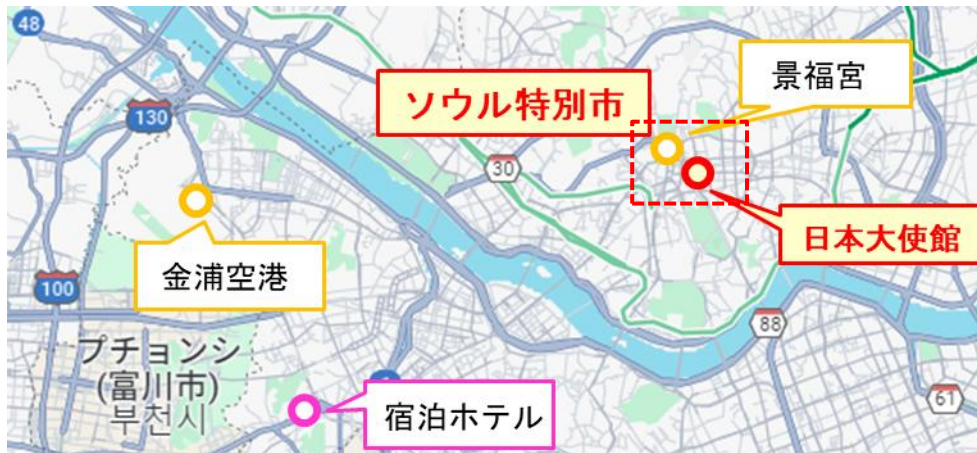 48
130
ソウル特別市
景福宮
30
日本大使館
金浦空港
100
88
プチョンシ
(富川市)
부천시
宿泊ホテル
61